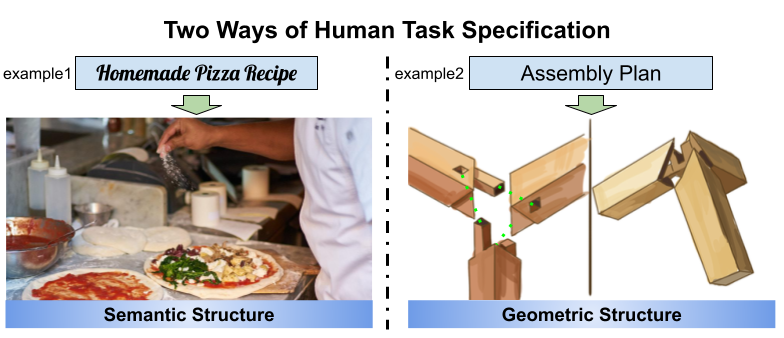 Two Ways of Human Task Specification
example1
Homemade Pizza Recipe
example2
Assembly Plan
Semantic Structure
Geometric Structure